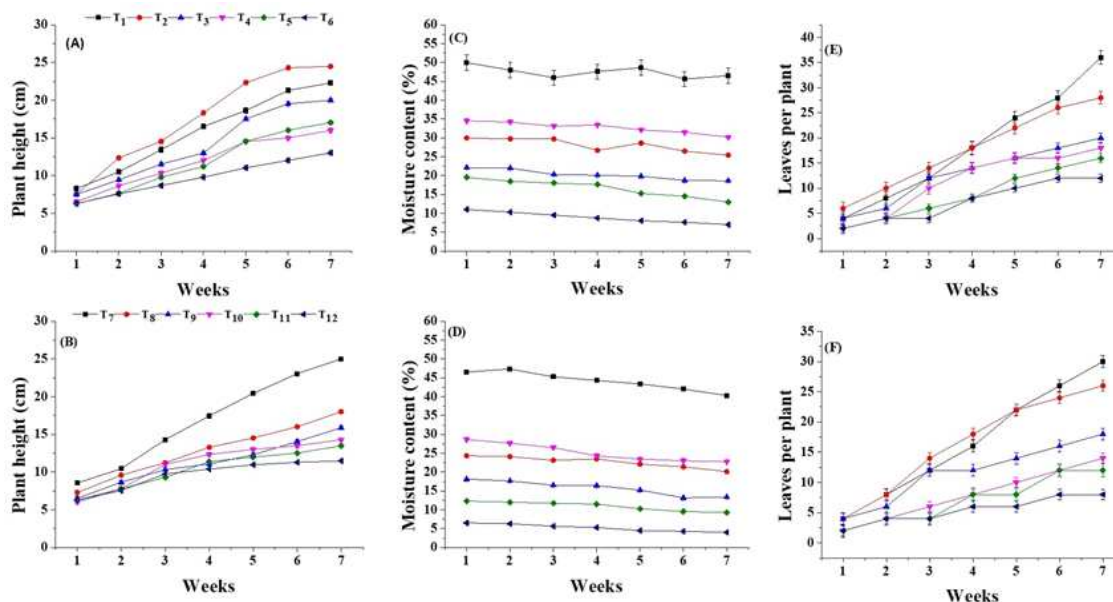 T1 T2 T3 T4 T5 T6
(A)
Plant height (cm)
30
25
20
15
10
5
0
1 2 3 4 5 6 7
Weeks
(C)
Moisture content (%)
60
55
50
45
40
35
30
25
20
15
10
5
0
1 2 3 4 5 6 7
Weeks
(E)
Leaves per plant
40
35
30
25
20
15
10
5
0
1 2 3 4 5 6 7
Weeks
T7 T8 T9 T10 T11 T12
(B)
Plant height (cm)
30
25
20
15
10
5
0
1 2 3 4 5 6 7
Weeks
(D)
Moisture content (%)
60
55
50
45
40
35
30
25
20
15
10
5
0
1 2 3 4 5 6 7
Weeks
(F)
Leaves per plant
35
30
25
20
15
10
5
0
1 2 3 4 5 6 7
Weeks